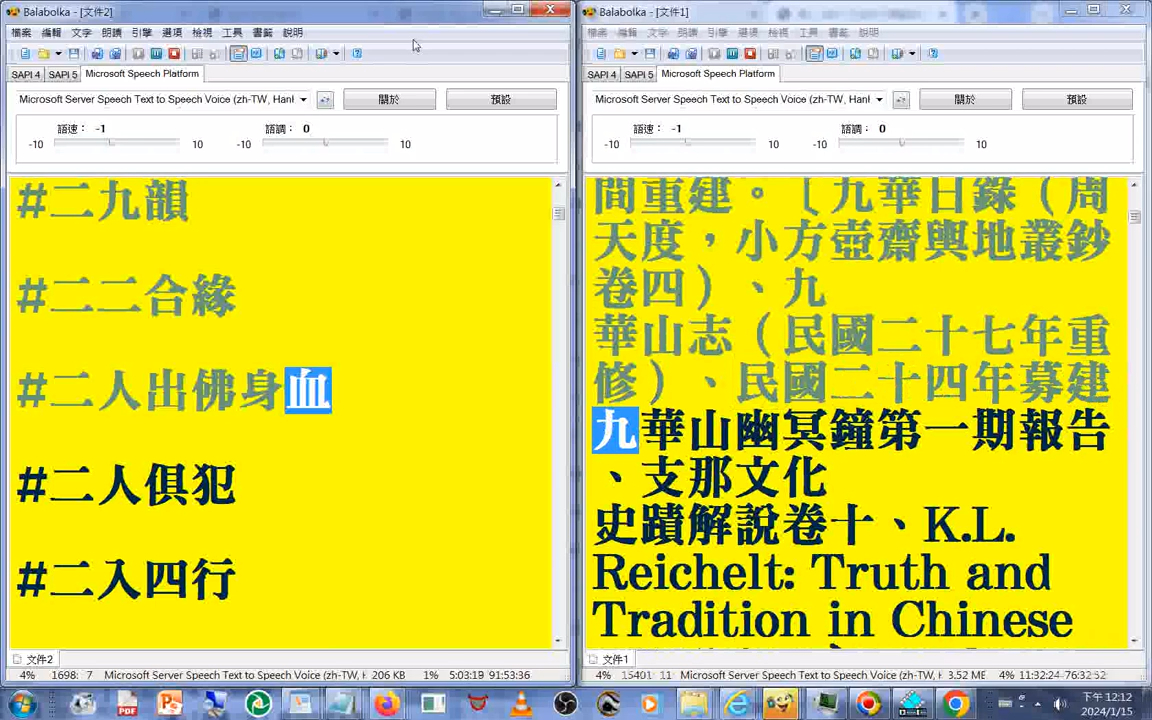 Balabolka - [文件2]
檔案 編輯 文字 朗讀 引擎 選項 檢視 工具 書籤 說明
SAPI 4 SAPI 5 Microsoft Speech Platform
Microsoft Server Speech Text to Speech Voice (zh-TW, Hanl
關於 預設
語速： -1 語調： 0
-10 10 -10 10
#二九韻
#二二合緣
#二人出佛身血
#二人俱犯
#二入四行
文件2
4% 1698: 7 Microsoft Server Speech Text to Speech Voice (zh-TW, H 206 KB 1% 5:03:19 91:53:36
Balabolka - [文件1]
檔案 編輯 文字 朗讀 引擎 選項 檢視 工具 書籤 說明
SAPI 4 SAPI 5 Microsoft Speech Platform
Microsoft Server Speech Text to Speech Voice (zh-TW, Hanl
關於 預設
語速： -1 語調： 0
-10 10 -10 10
間重建。〔九華日錄（周
天度，小方壺齋輿地叢鈔
卷四）、九
華山志（民國二十七年重
修）、民國二十四年募建
九華山幽冥鐘第一期報告
、支那文化
史蹟解說卷十、K.L.
Reichelt: Truth and
Tradition in Chinese
文件1
4% 15401: 11 Microsoft Server Speech Text to Speech Voice (zh-TW, 3.52 ME 4% 11:32:24-76:32:52
下午 12:12
2024/1/15